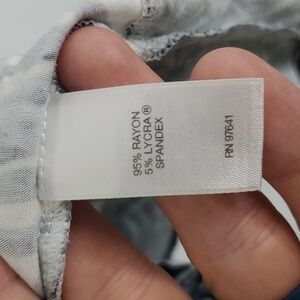 95% RAYON
5% LYCRA®
SPANDEX
RN 97641